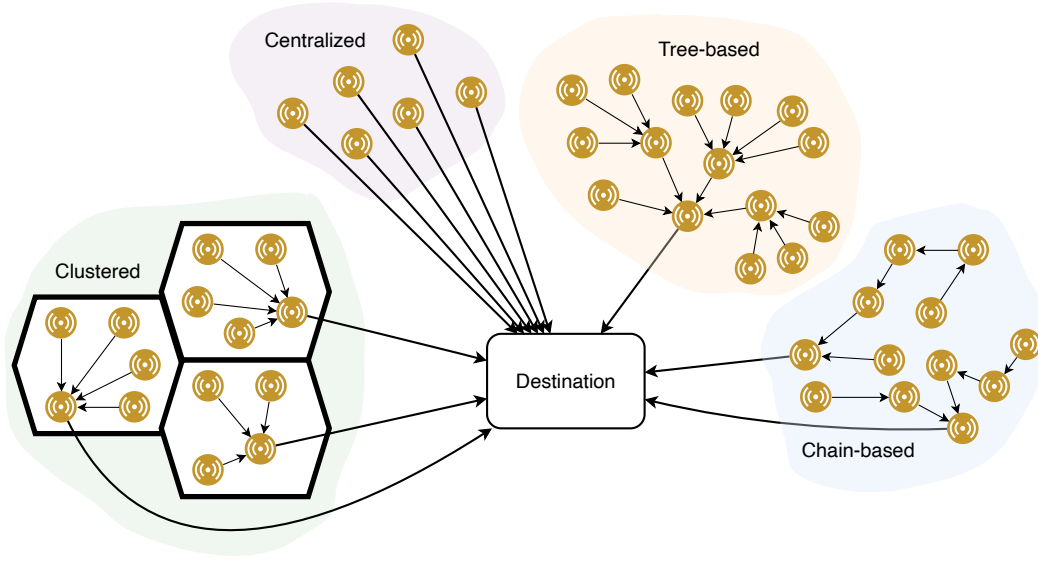 Centralized
Tree-based
Clustered
Destination
Chain-based